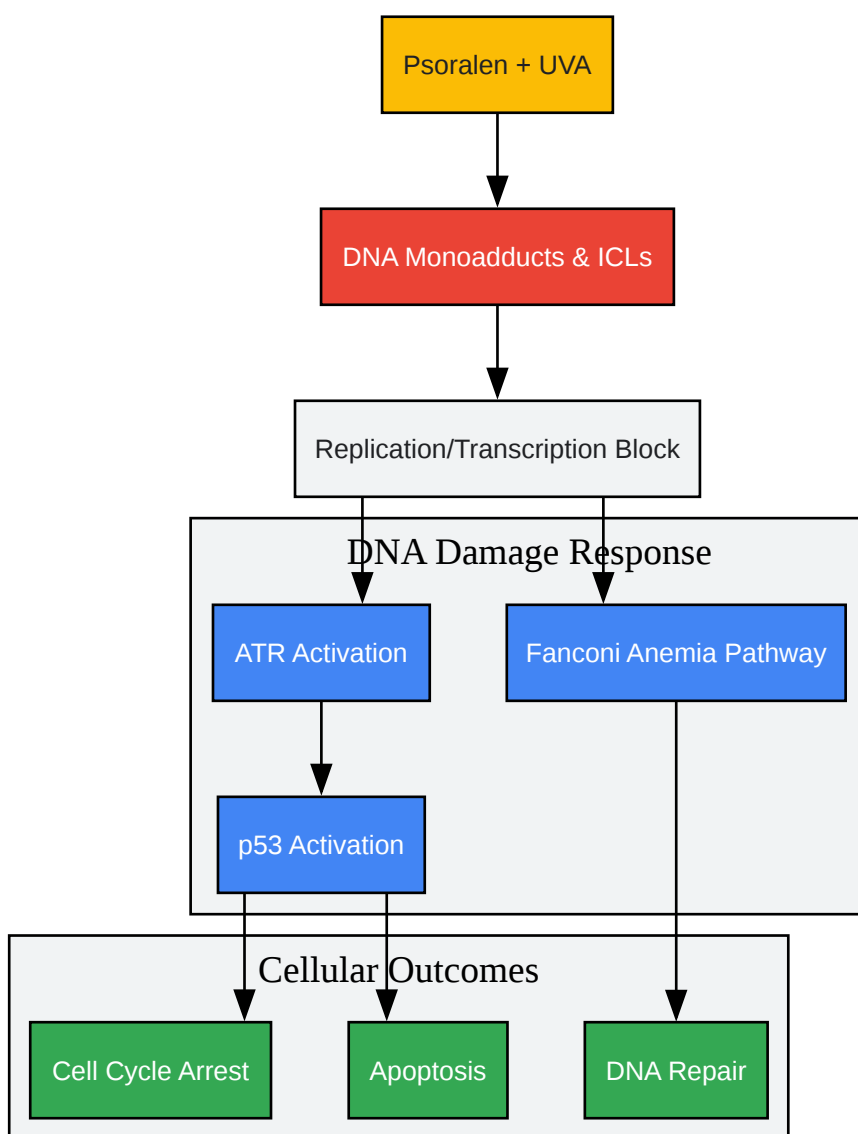 Psoralen + UVA
DNA Monoadducts & ICLs
Replication/Transcription Block
DNA Damage Response
ATR Activation
Fanconi Anemia Pathway
p53 Activation
Cellular Outcomes
Cell Cycle Arrest
Apoptosis
DNA Repair